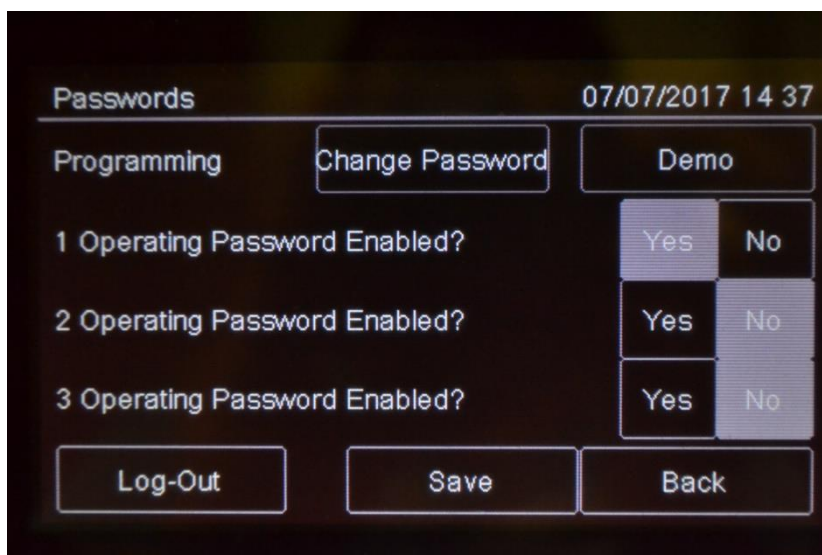 Passwords 07/07/2017 14 37
Programming Change Password Demo
1 Operating Password Enabled? Yes No
2 Operating Password Enabled? Yes No
3 Operating Password Enabled? Yes No
Log-Out Save Back